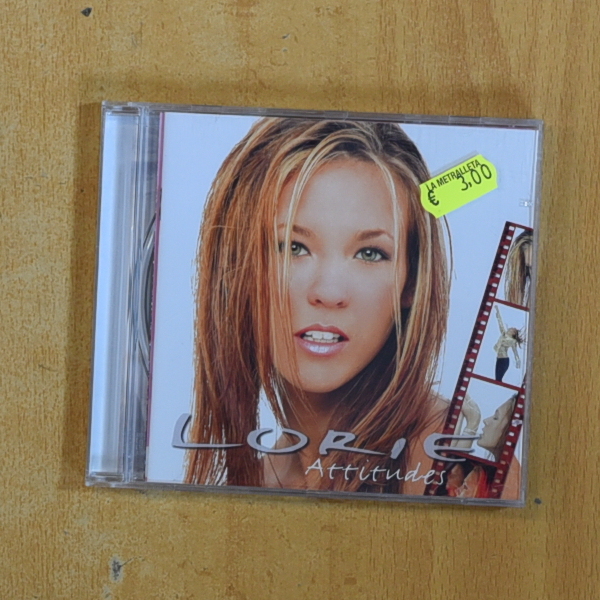 LA METRALLETA
€ 3,00
LORIE
Attitudes